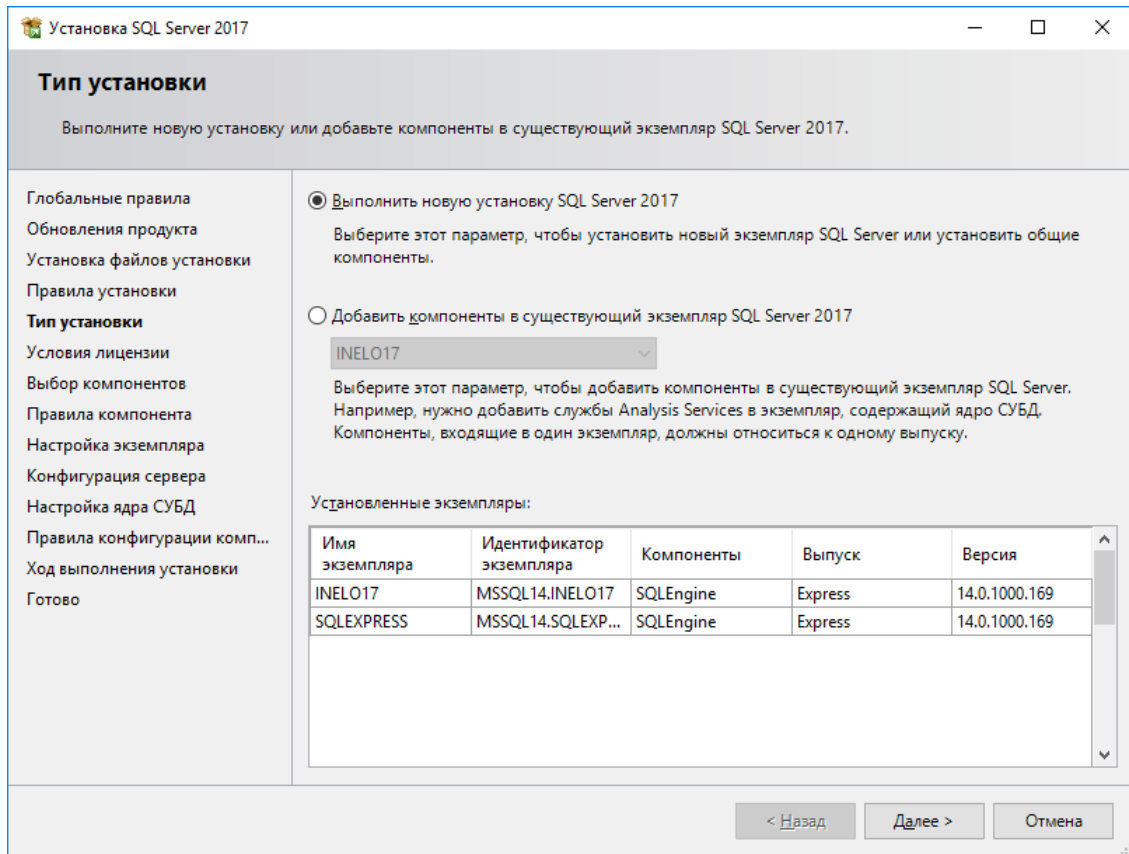 Установка SQL Server 2017
Тип установки
Выполните новую установку или добавьте компоненты в существующий экземпляр SQL Server 2017.
Глобальные правила
Обновления продукта
Установка файлов установки
Правила установки
Тип установки
Условия лицензии
Выбор компонентов
Правила компонента
Настройка экземпляра
Конфигурация сервера
Настройка ядра СУБД
Правила конфигурации комп...
Ход выполнения установки
Готово
Выполнить новую установку SQL Server 2017
Выберите этот параметр, чтобы установить новый экземпляр SQL Server или установить общие
компоненты.
Добавить компоненты в существующий экземпляр SQL Server 2017
INELO17
Выберите этот параметр, чтобы добавить компоненты в существующий экземпляр SQL Server.
Например, нужно добавить службы Analysis Services в экземпляр, содержащий ядро СУБД.
Компоненты, входящие в один экземпляр, должны относиться к одному выпуску.
Установленные экземпляры:
Имя экземпляра Идентификатор экземпляра Компоненты Выпуск Версия
INELO17 MSSQL14.INELO17 SQLEngine Express 14.0.1000.169
SQLEXPRESS MSSQL14.SQLEXP... SQLEngine Express 14.0.1000.169
< Назад Далее > Отмена